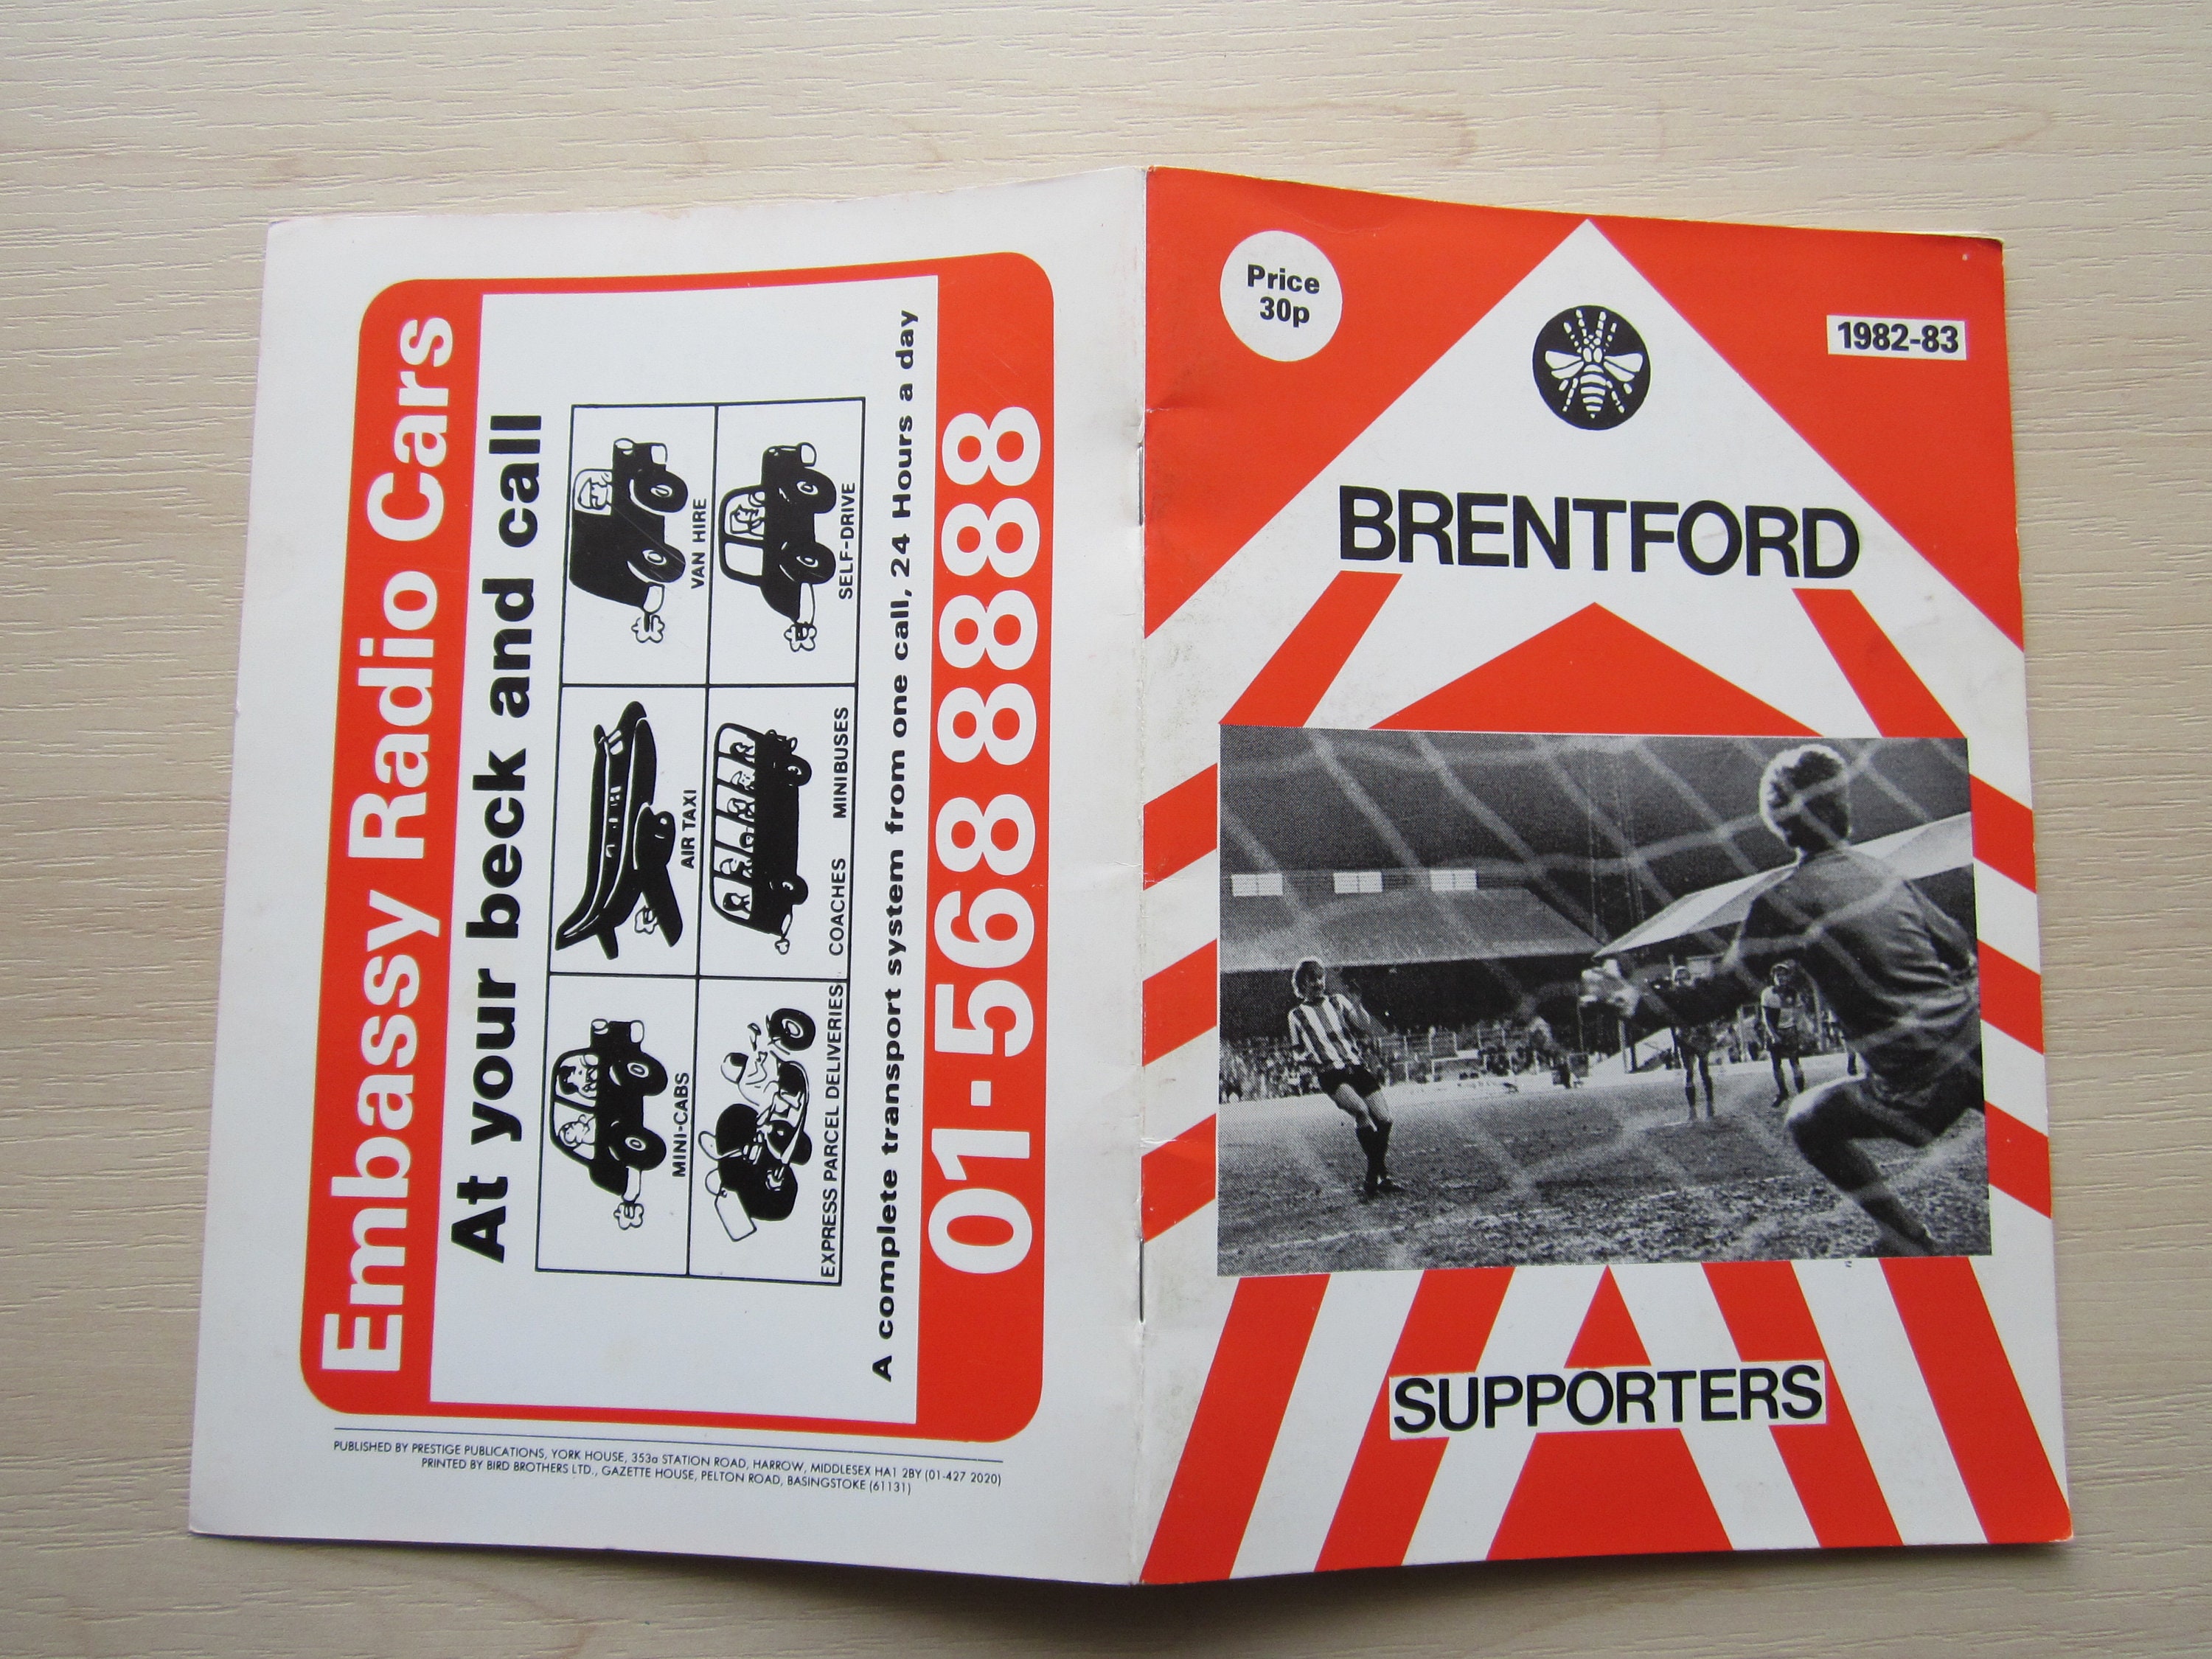 Embassy Radio Cars
At your beck and call
MINI-CABS
AIR TAXI
VAN HIRE
EXPRESS PARCEL DELIVERIES
COACHES MINIBUSES
SELF-DRIVE
A complete transport system from one call, 24 Hours a day
01-568 8888
PUBLISHED BY PRESTIGE PUBLICATIONS, YORK HOUSE, 353a STATION ROAD, HARROW, MIDDLESEX HA1 2BY (01-427 2020)
PRINTED BY BIRD BROTHERS LTD., GAZETTE HOUSE, PELTON ROAD, BASINGSTOKE (61131)
Price
30p
1982-83
BRENTFORD
SUPPORTERS